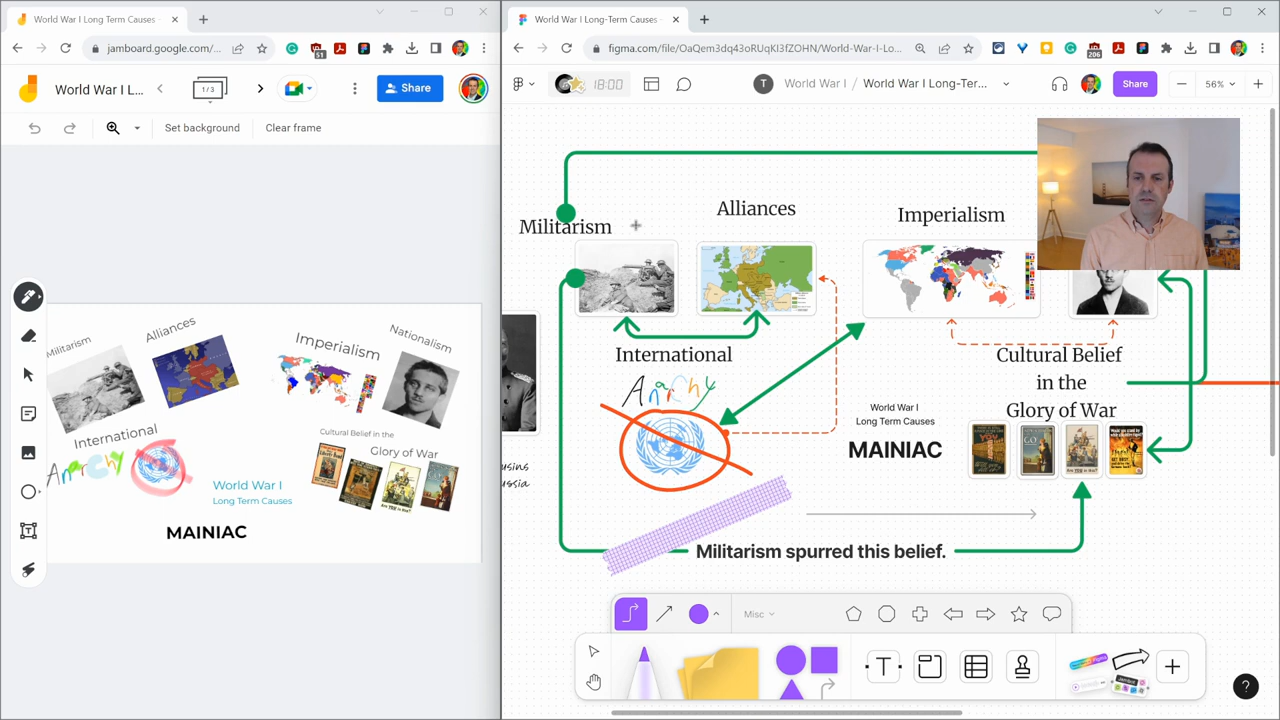 World War I Long-Term Causes
jamboard.google.com/...
51
World War I L...
1/3
Share
Set background
Clear frame
Militarism
Alliances
Imperialism
Nationalism
International
Anarchy
Cultural Belief in the
Glory of War
World War I
Long Term Causes
MAINIAC
World War I Long-Term Causes -
figma.com/file/OaQem3dq43oRUqKI3fZOHN/World-War-I-Lo...
206
18:00
T
World War I / World War I Long-Ter...
Share
56%
Militarism
Alliances
Imperialism
International
Anarchy
Cultural Belief
in the
Glory of War
World War I
Long Term Causes
MAINIAC
usins
ussia
Militarism spurred this belief.
Misc
T
?